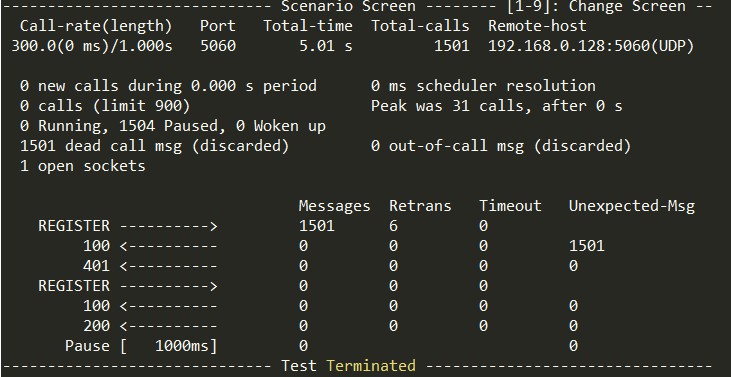 ------------------------------ Scenario Screen -------- [1-9]: Change Screen --
  Call-rate(length)   Port   Total-time  Total-calls  Remote-host
 300.0(0 ms)/1.000s   5060       5.01 s         1501  192.168.0.128:5060(UDP)

  0 new calls during 0.000 s period      0 ms scheduler resolution
  0 calls (limit 900)                    Peak was 31 calls, after 0 s
  0 Running, 1504 Paused, 0 Woken up
  1501 dead call msg (discarded)         0 out-of-call msg (discarded)
  1 open sockets

                                 Messages  Retrans   Timeout   Unexpected-Msg
    REGISTER ---------->         1501      6         0
         100 <----------         0         0         0         1501
         401 <----------         0         0         0         0
    REGISTER ---------->         0         0         0
         100 <----------         0         0         0         0
         200 <----------         0         0         0         0
       Pause [   1000ms]         0                             0
------------------------------ Test Terminated --------------------------------